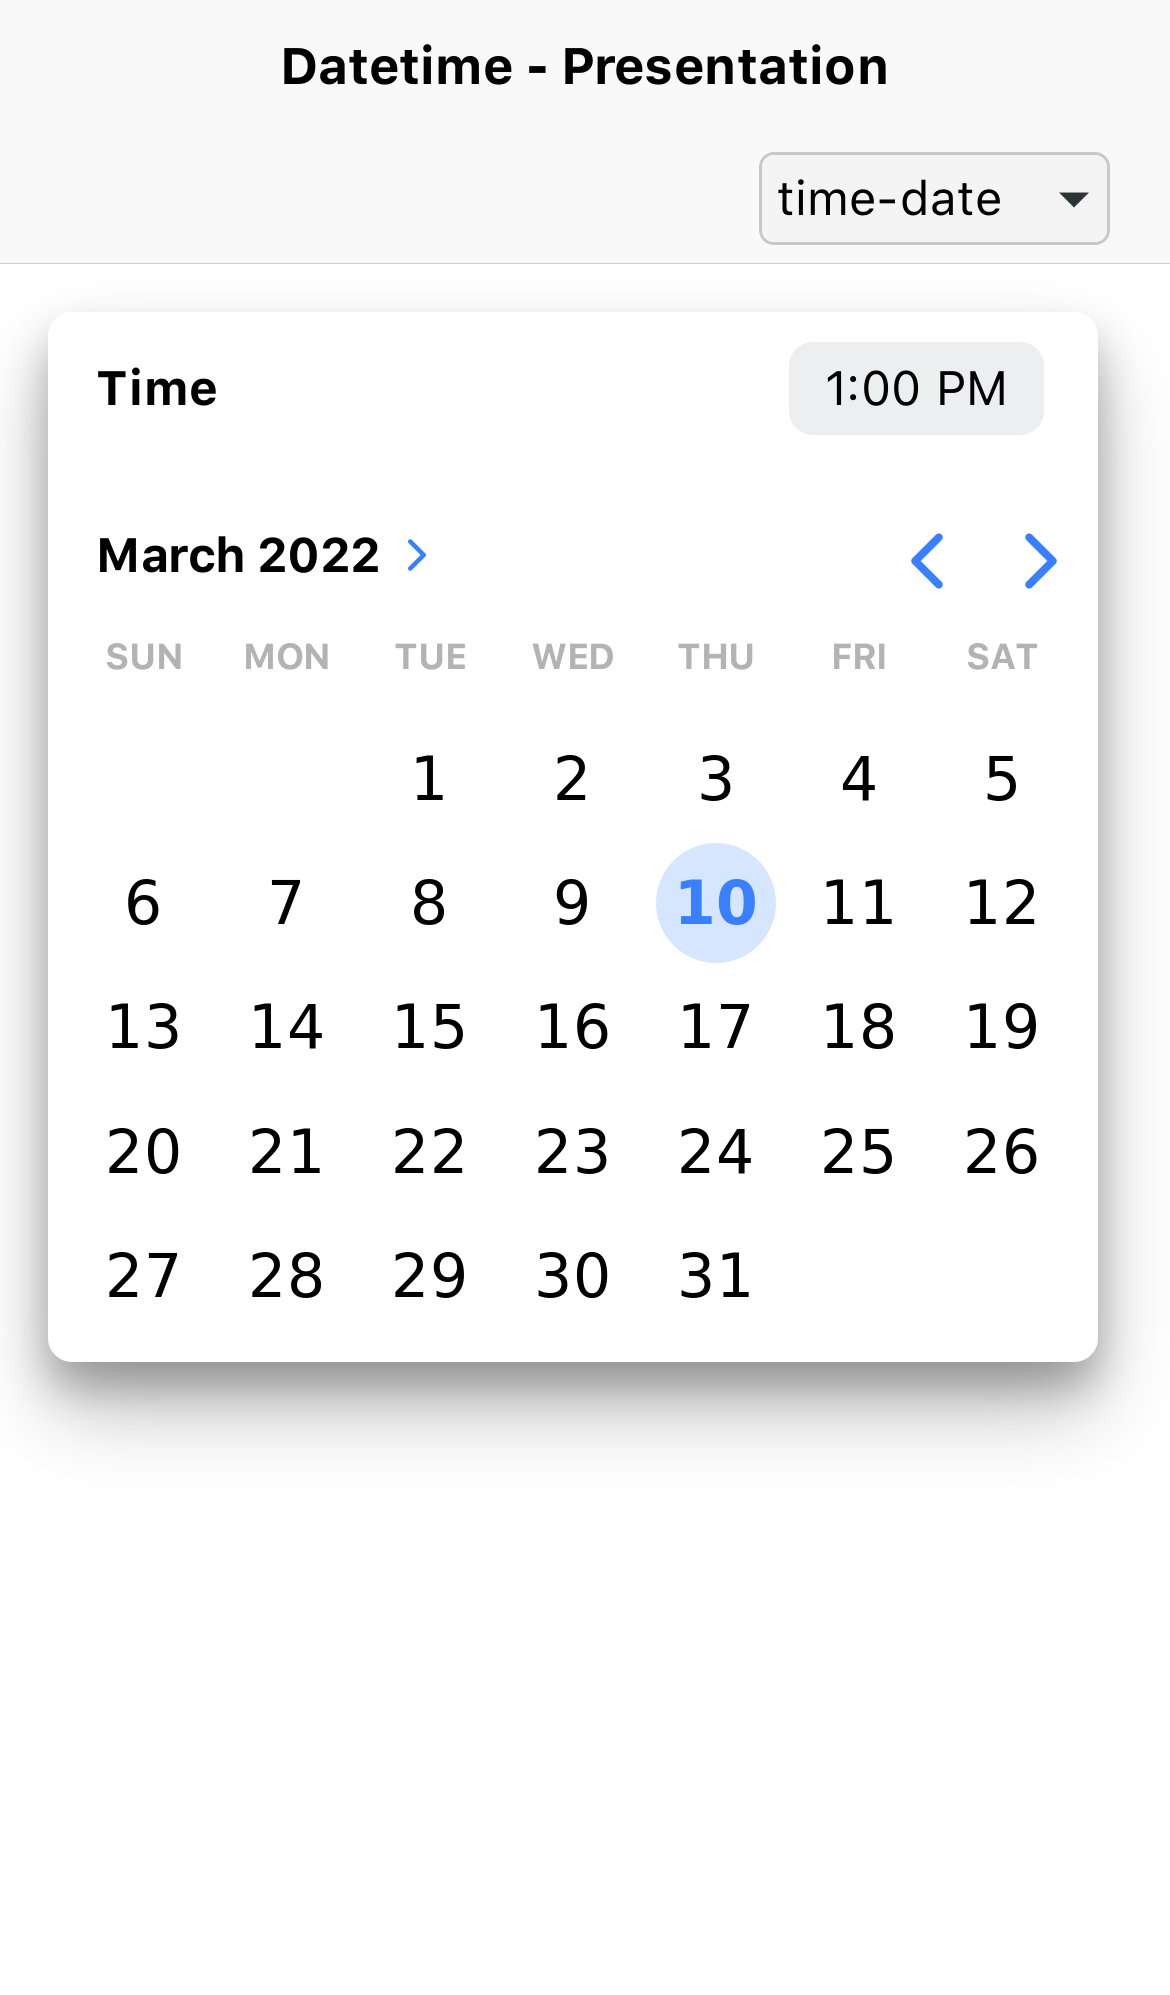 Datetime - Presentation
time-date
Time 1:00 PM
March 2022
SUN MON TUE WED THU FRI SAT
1 2 3 4 5
6 7 8 9 10 11 12
13 14 15 16 17 18 19
20 21 22 23 24 25 26
27 28 29 30 31